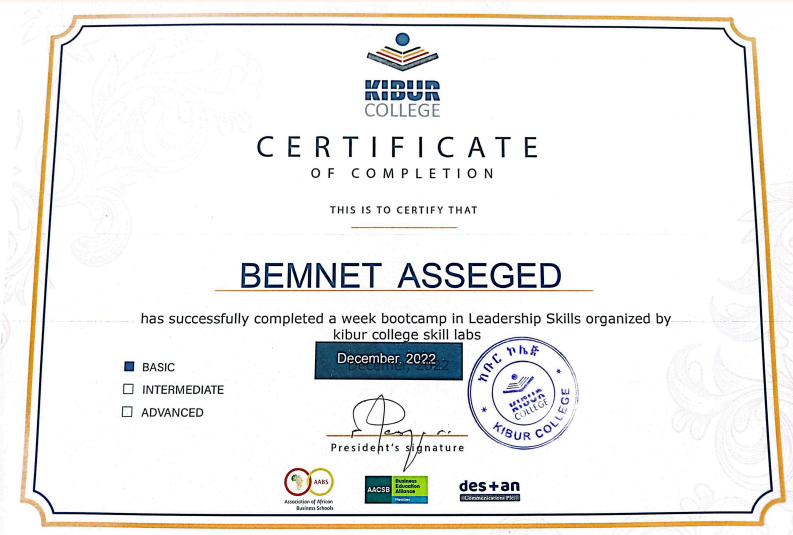 KIBUR
COLLEGE
CERTIFICATE
OF COMPLETION
THIS IS TO CERTIFY THAT
BEMNET ASSEGED
has successfully completed a week bootcamp in Leadership Skills organized by
kibur college skill labs
December, 2022
BASIC
INTERMEDIATE
ADVANCED
ክቡር ኮሌጅ
KIBUR
COLLEGE
KIBUR COLLEGE
President's signature
AABS
Association of African
Business Schools
AACSB
Business
Education
Alliance
Member
des+an